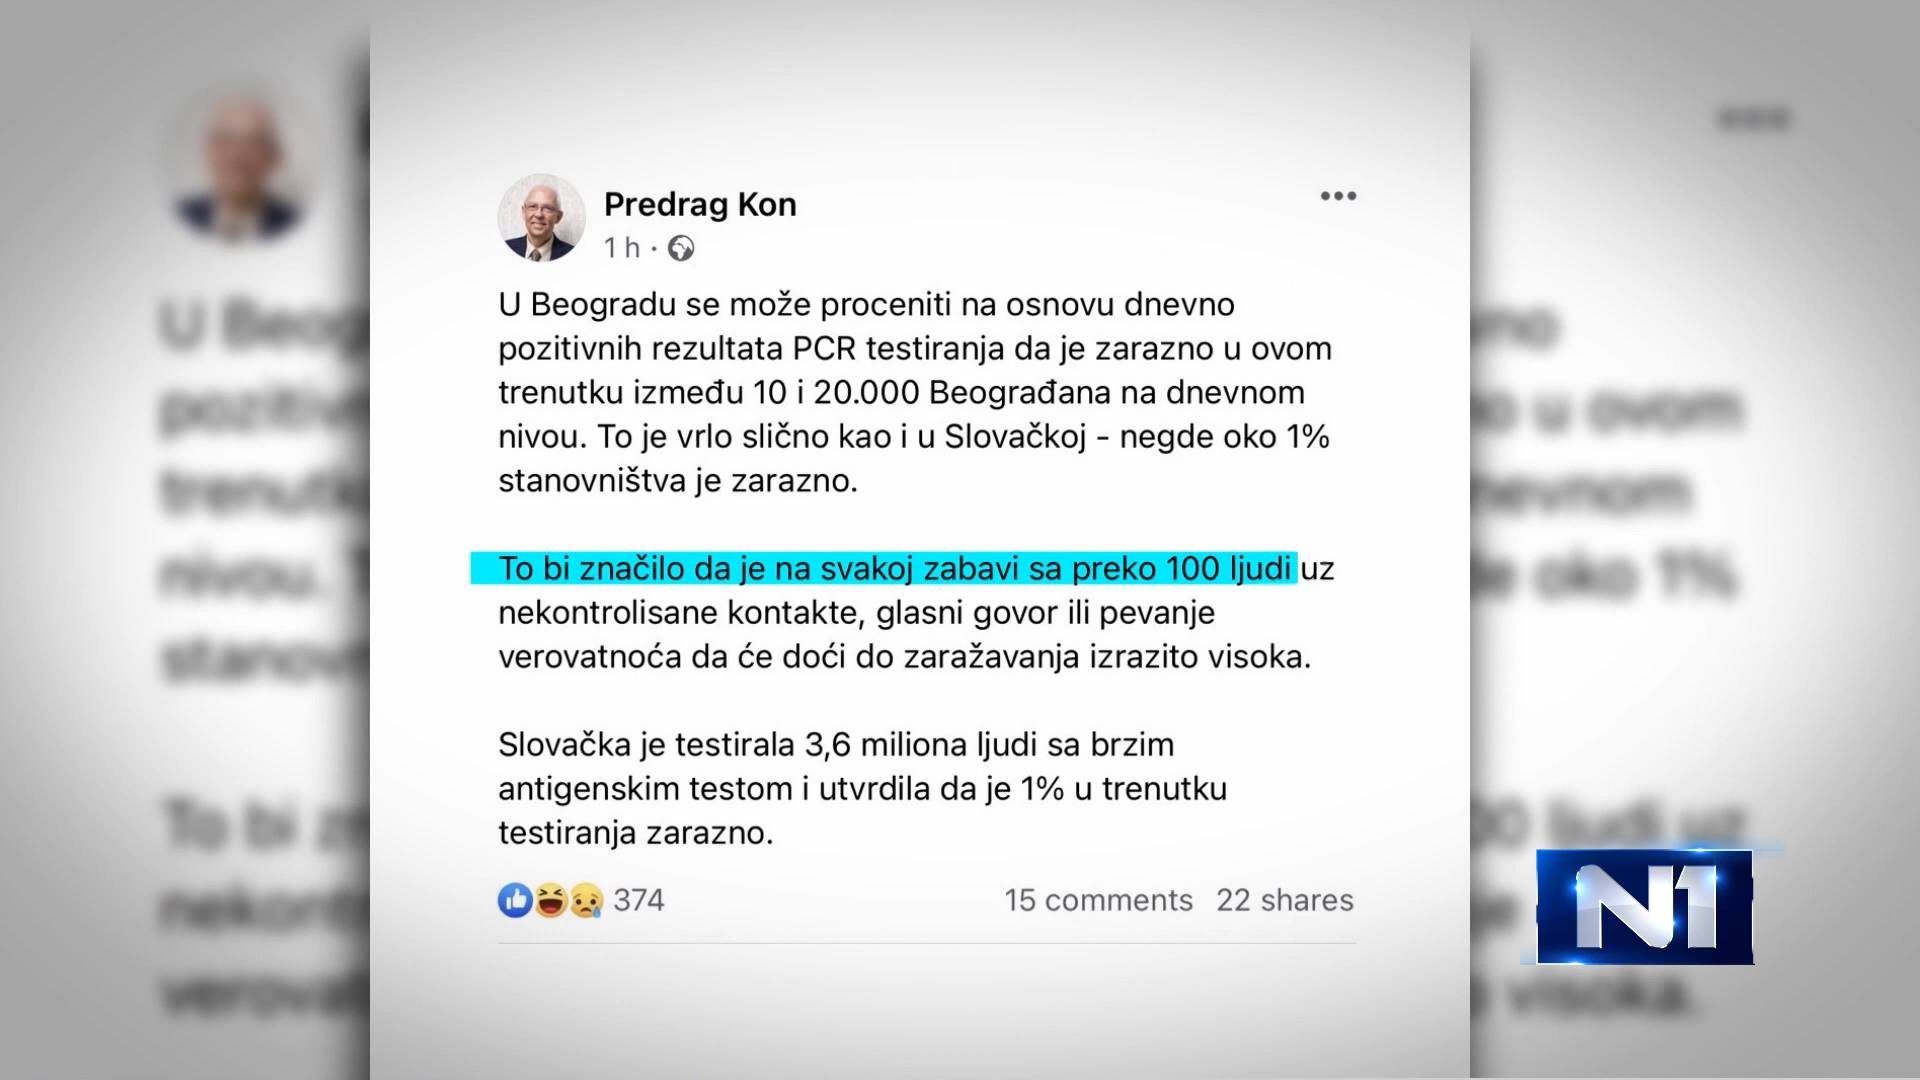 Predrag Kon
1 h ·
U Beogradu se može proceniti na osnovu dnevno
pozitivnih rezultata PCR testiranja da je zarazno u ovom
trenutku između 10 i 20.000 Beograđana na dnevnom
nivou. To je vrlo slično kao i u Slovačkoj - negde oko 1%
stanovništva je zarazno.
To bi značilo da je na svakoj zabavi sa preko 100 ljudi uz
nekontrolisane kontakte, glasni govor ili pevanje
verovatnoća da će doći do zaražavanja izrazito visoka.
Slovačka je testirala 3,6 miliona ljudi sa brzim
antigenskim testom i utvrdila da je 1% u trenutku
testiranja zarazno.
374 15 comments 22 shares
N1